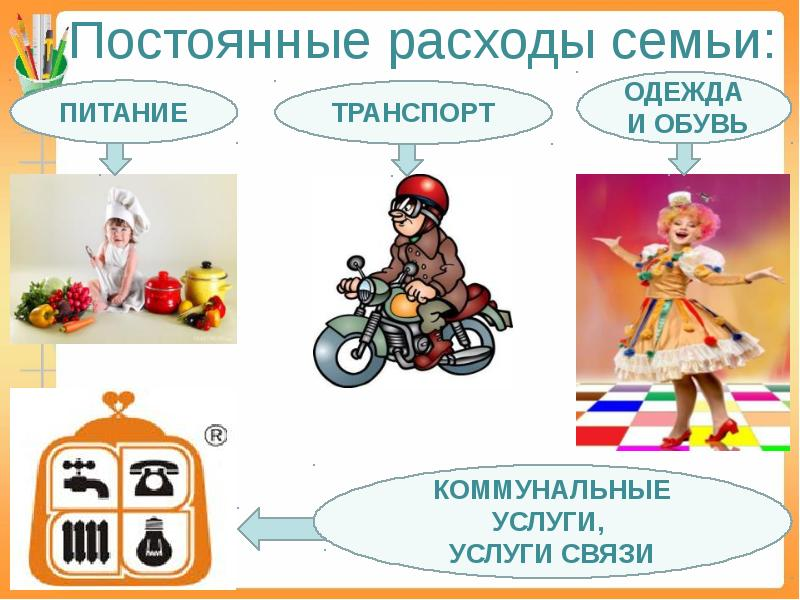 Постоянные расходы семьи:
ПИТАНИЕ
ТРАНСПОРТ
ОДЕЖДА
И ОБУВЬ
®
КОММУНАЛЬНЫЕ
УСЛУГИ,
УСЛУГИ СВЯЗИ